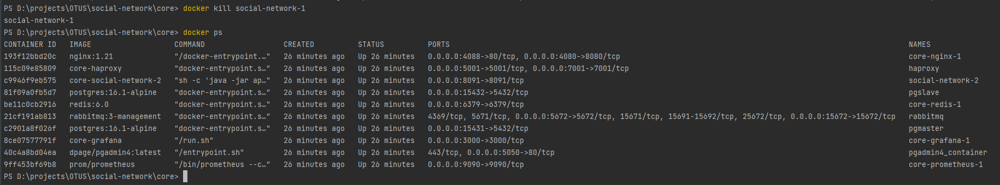 PS D:\projects\OTUS\social-network\core> docker kill social-network-1
social-network-1
PS D:\projects\OTUS\social-network\core> docker ps
CONTAINER ID   IMAGE                   COMMAND                  CREATED          STATUS          PORTS                                                                                                        NAMES
193f12bbd20c   nginx:1.21              "/docker-entrypoint.…"   26 minutes ago   Up 26 minutes   0.0.0.0:4088->80/tcp, 0.0.0.0:4080->8080/tcp                                                                 core-nginx-1
115c09e85809   core-haproxy            "docker-entrypoint.s…"   26 minutes ago   Up 26 minutes   0.0.0.0:5001->5001/tcp, 0.0.0.0:7001->7001/tcp                                                               haproxy
c9946f9eb575   core-social-network-2   "sh -c 'java -jar ap…"   26 minutes ago   Up 26 minutes   0.0.0.0:8091->8091/tcp                                                                                       social-network-2
81f09a0fb5d7   postgres:16.1-alpine    "docker-entrypoint.s…"   26 minutes ago   Up 26 minutes   0.0.0.0:15432->5432/tcp                                                                                      pgslave
be11c0cb2916   redis:6.0               "docker-entrypoint.s…"   26 minutes ago   Up 26 minutes   0.0.0.0:6379->6379/tcp                                                                                       core-redis-1
21cf191ab813   rabbitmq:3-management   "docker-entrypoint.s…"   26 minutes ago   Up 26 minutes   4369/tcp, 5671/tcp, 0.0.0.0:5672->5672/tcp, 15671/tcp, 15691-15692/tcp, 25672/tcp, 0.0.0.0:15672->15672/tcp   rabbitmq
c2901a8f026f   postgres:16.1-alpine    "docker-entrypoint.s…"   26 minutes ago   Up 26 minutes   0.0.0.0:15431->5432/tcp                                                                                      pgmaster
8ce07577791f   core-grafana            "/run.sh"                26 minutes ago   Up 26 minutes   0.0.0.0:3000->3000/tcp                                                                                       core-grafana-1
40c4a8bd04ea   dpage/pgadmin4:latest   "/entrypoint.sh"         26 minutes ago   Up 26 minutes   443/tcp, 0.0.0.0:5050->80/tcp                                                                                pgadmin4_container
9ff453bf69b8   prom/prometheus         "/bin/prometheus --c…"   26 minutes ago   Up 26 minutes   0.0.0.0:9090->9090/tcp                                                                                       core-prometheus-1
PS D:\projects\OTUS\social-network\core>